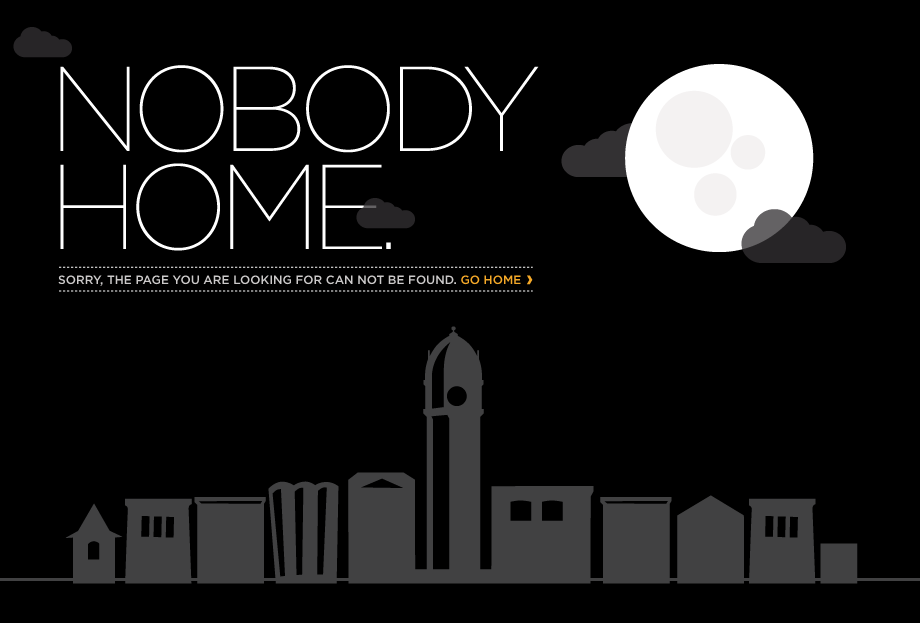 NOBODY
HOME.
SORRY, THE PAGE YOU ARE LOOKING FOR CAN NOT BE FOUND. GO HOME ❯